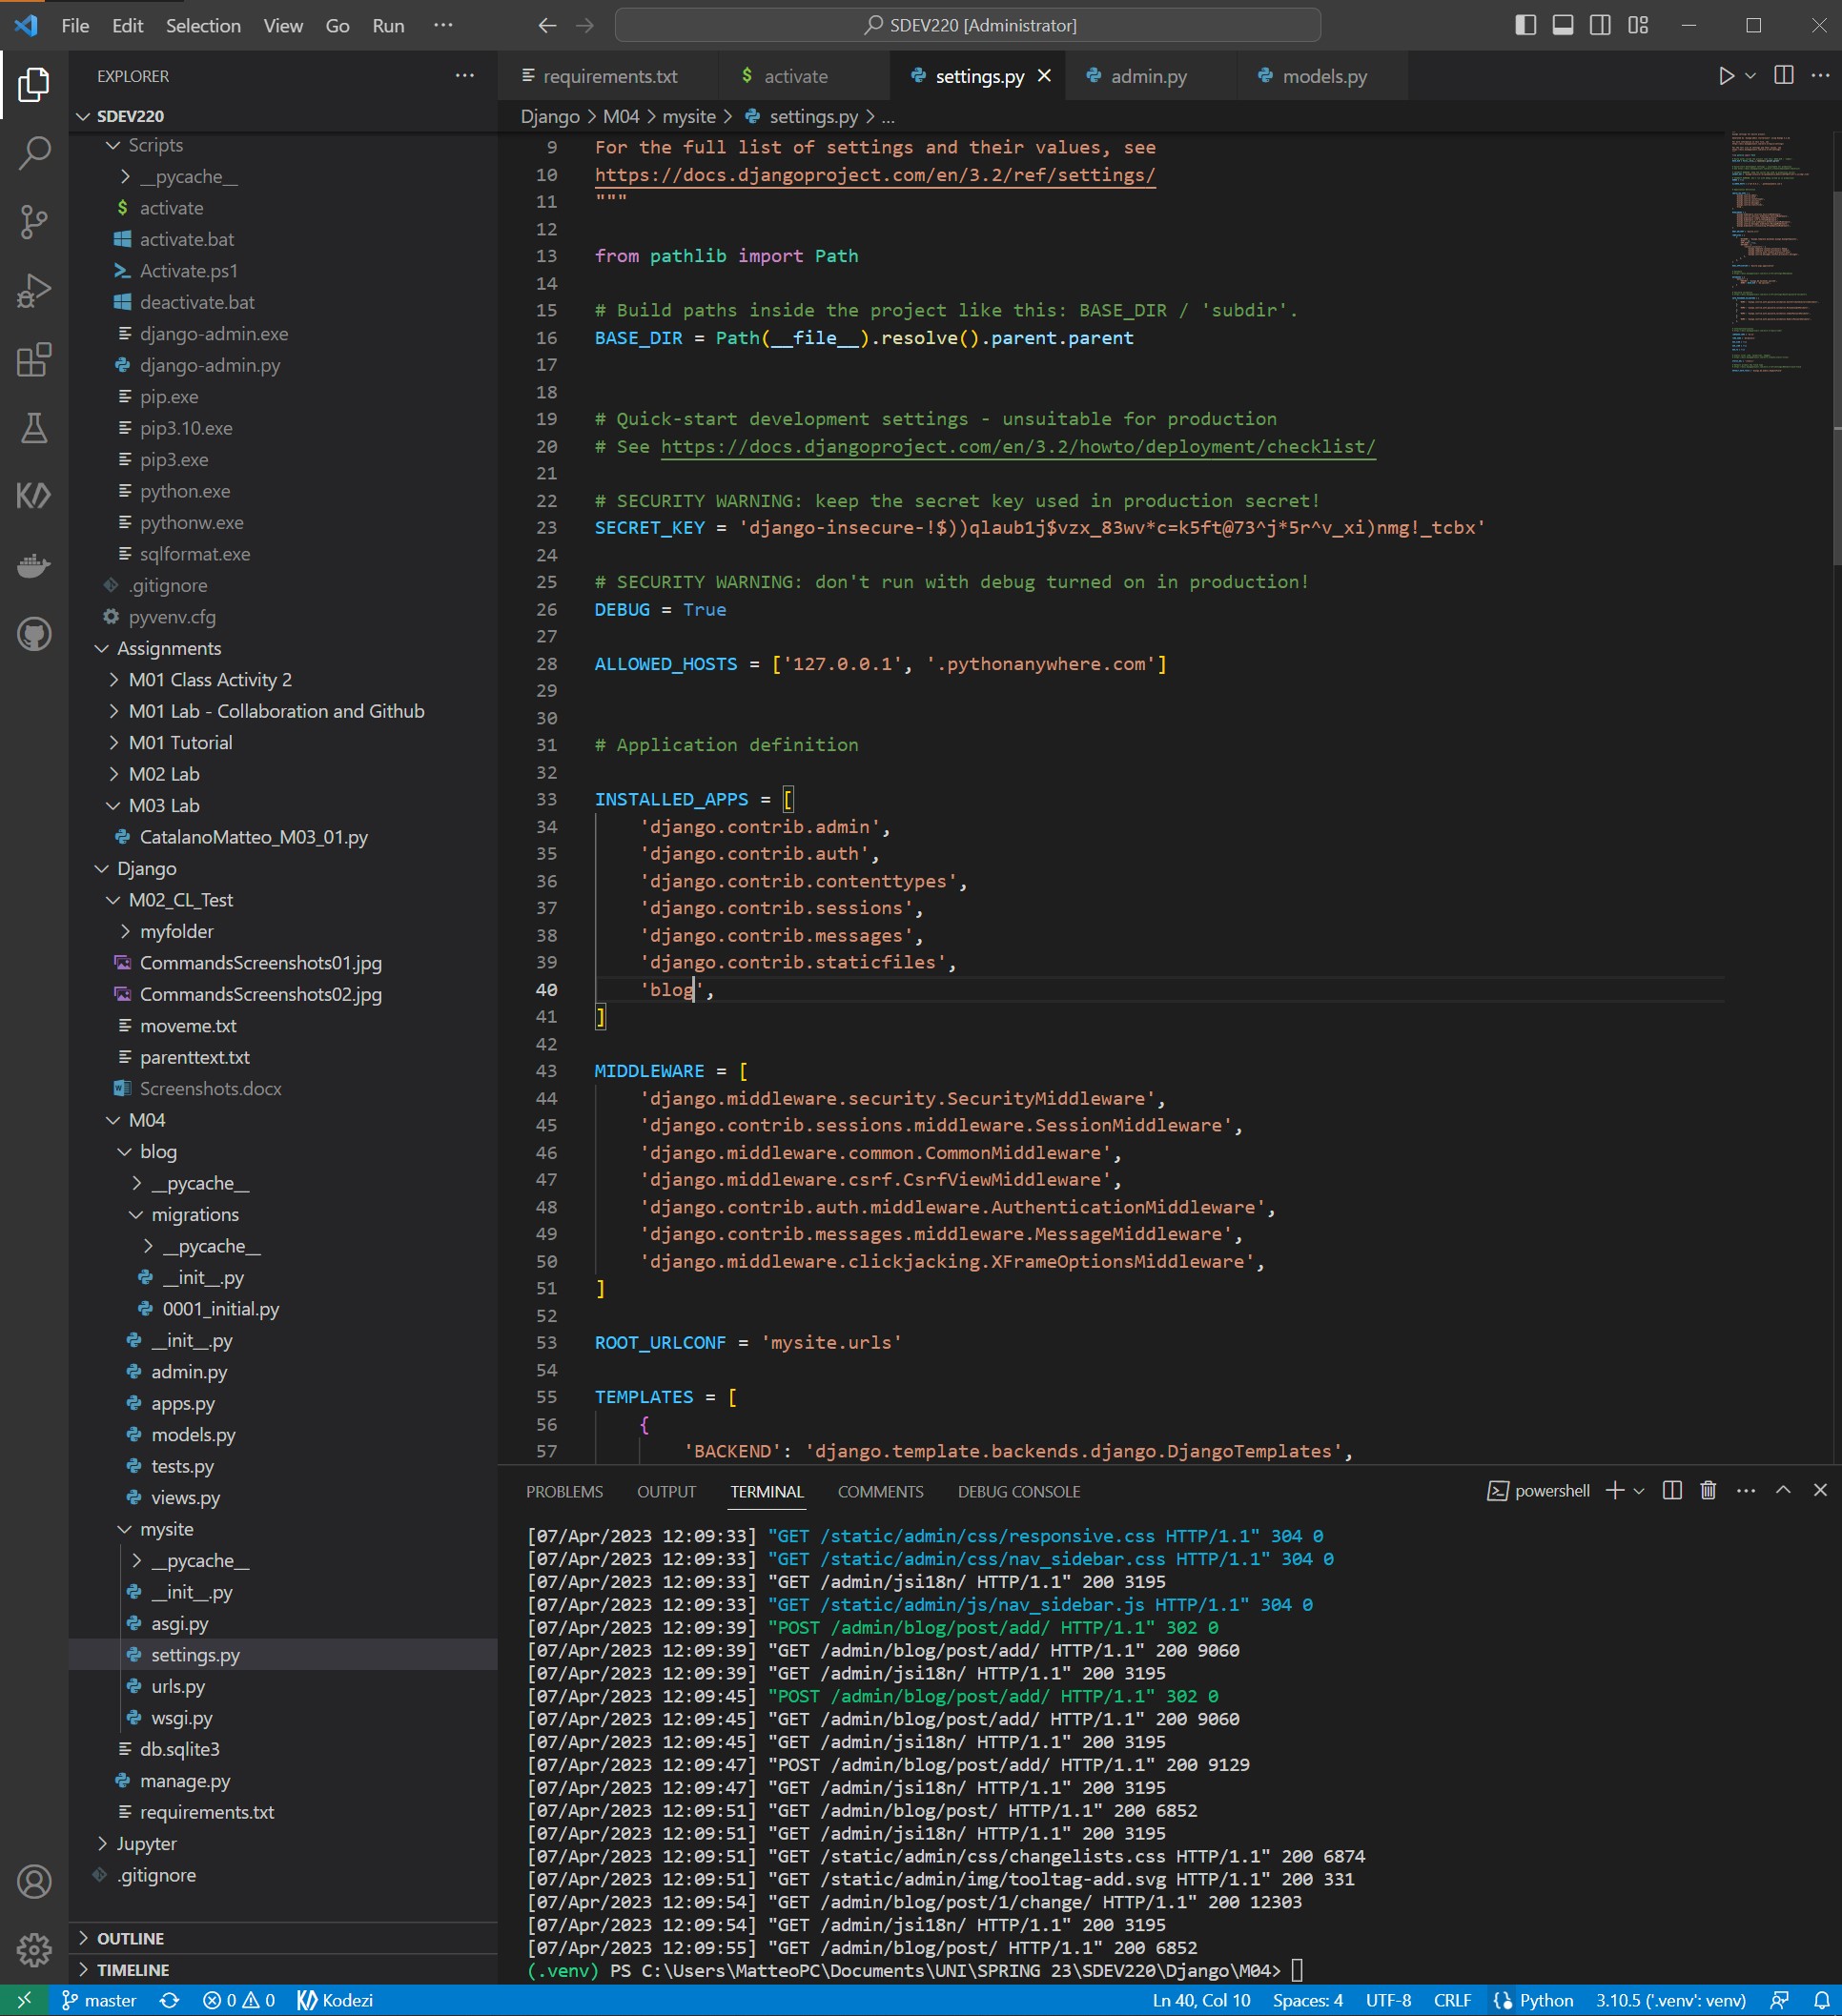 File Edit Selection View Go Run ···
SDEV220 [Administrator]
EXPLORER ···
SDEV220
Scripts
__pycache__
activate
activate.bat
Activate.ps1
deactivate.bat
django-admin.exe
django-admin.py
pip.exe
pip3.10.exe
pip3.exe
python.exe
pythonw.exe
sqlformat.exe
.gitignore
pyvenv.cfg
Assignments
M01 Class Activity 2
M01 Lab - Collaboration and Github
M01 Tutorial
M02 Lab
M03 Lab
CatalanoMatteo_M03_01.py
Django
M02_CL_Test
myfolder
CommandsScreenshots01.jpg
CommandsScreenshots02.jpg
moveme.txt
parenttext.txt
Screenshots.docx
M04
blog
__pycache__
migrations
__pycache__
__init__.py
0001_initial.py
__init__.py
admin.py
apps.py
models.py
tests.py
views.py
mysite
__pycache__
__init__.py
asgi.py
settings.py
urls.py
wsgi.py
db.sqlite3
manage.py
requirements.txt
Jupyter
.gitignore
OUTLINE
TIMELINE
requirements.txt activate settings.py admin.py models.py
Django > M04 > mysite > settings.py > ...
9 For the full list of settings and their values, see
10 https://docs.djangoproject.com/en/3.2/ref/settings/
11 """
12
13 from pathlib import Path
14
15 # Build paths inside the project like this: BASE_DIR / 'subdir'.
16 BASE_DIR = Path(__file__).resolve().parent.parent
17
18
19 # Quick-start development settings - unsuitable for production
20 # See https://docs.djangoproject.com/en/3.2/howto/deployment/checklist/
21
22 # SECURITY WARNING: keep the secret key used in production secret!
23 SECRET_KEY = 'django-insecure-!$))qlaub1j$vzx_83wv*c=k5ft@73^j*5r^v_xi)nmg!_tcbx'
24
25 # SECURITY WARNING: don't run with debug turned on in production!
26 DEBUG = True
27
28 ALLOWED_HOSTS = ['127.0.0.1', '.pythonanywhere.com']
29
30
31 # Application definition
32
33 INSTALLED_APPS = [
34 'django.contrib.admin',
35 'django.contrib.auth',
36 'django.contrib.contenttypes',
37 'django.contrib.sessions',
38 'django.contrib.messages',
39 'django.contrib.staticfiles',
40 'blog',
41 ]
42
43 MIDDLEWARE = [
44 'django.middleware.security.SecurityMiddleware',
45 'django.contrib.sessions.middleware.SessionMiddleware',
46 'django.middleware.common.CommonMiddleware',
47 'django.middleware.csrf.CsrfViewMiddleware',
48 'django.contrib.auth.middleware.AuthenticationMiddleware',
49 'django.contrib.messages.middleware.MessageMiddleware',
50 'django.middleware.clickjacking.XFrameOptionsMiddleware',
51 ]
52
53 ROOT_URLCONF = 'mysite.urls'
54
55 TEMPLATES = [
56 {
57 'BACKEND': 'django.template.backends.django.DjangoTemplates',
PROBLEMS OUTPUT TERMINAL COMMENTS DEBUG CONSOLE powershell
[07/Apr/2023 12:09:33] "GET /static/admin/css/responsive.css HTTP/1.1" 304 0
[07/Apr/2023 12:09:33] "GET /static/admin/css/nav_sidebar.css HTTP/1.1" 304 0
[07/Apr/2023 12:09:33] "GET /admin/jsi18n/ HTTP/1.1" 200 3195
[07/Apr/2023 12:09:33] "GET /static/admin/js/nav_sidebar.js HTTP/1.1" 304 0
[07/Apr/2023 12:09:39] "POST /admin/blog/post/add/ HTTP/1.1" 302 0
[07/Apr/2023 12:09:39] "GET /admin/blog/post/add/ HTTP/1.1" 200 9060
[07/Apr/2023 12:09:39] "GET /admin/jsi18n/ HTTP/1.1" 200 3195
[07/Apr/2023 12:09:45] "POST /admin/blog/post/add/ HTTP/1.1" 302 0
[07/Apr/2023 12:09:45] "GET /admin/blog/post/add/ HTTP/1.1" 200 9060
[07/Apr/2023 12:09:45] "GET /admin/jsi18n/ HTTP/1.1" 200 3195
[07/Apr/2023 12:09:47] "POST /admin/blog/post/add/ HTTP/1.1" 200 9129
[07/Apr/2023 12:09:47] "GET /admin/jsi18n/ HTTP/1.1" 200 3195
[07/Apr/2023 12:09:51] "GET /admin/blog/post/ HTTP/1.1" 200 6852
[07/Apr/2023 12:09:51] "GET /admin/jsi18n/ HTTP/1.1" 200 3195
[07/Apr/2023 12:09:51] "GET /static/admin/css/changelists.css HTTP/1.1" 200 6874
[07/Apr/2023 12:09:51] "GET /static/admin/img/tooltag-add.svg HTTP/1.1" 200 331
[07/Apr/2023 12:09:54] "GET /admin/blog/post/1/change/ HTTP/1.1" 200 12303
[07/Apr/2023 12:09:54] "GET /admin/jsi18n/ HTTP/1.1" 200 3195
[07/Apr/2023 12:09:55] "GET /admin/blog/post/ HTTP/1.1" 200 6852
(.venv) PS C:\Users\MatteoPC\Documents\UNI\SPRING 23\SDEV220\Django\M04>
master 0 0 Kodezi Ln 40, Col 10 Spaces: 4 UTF-8 CRLF Python 3.10.5 ('.venv': venv)